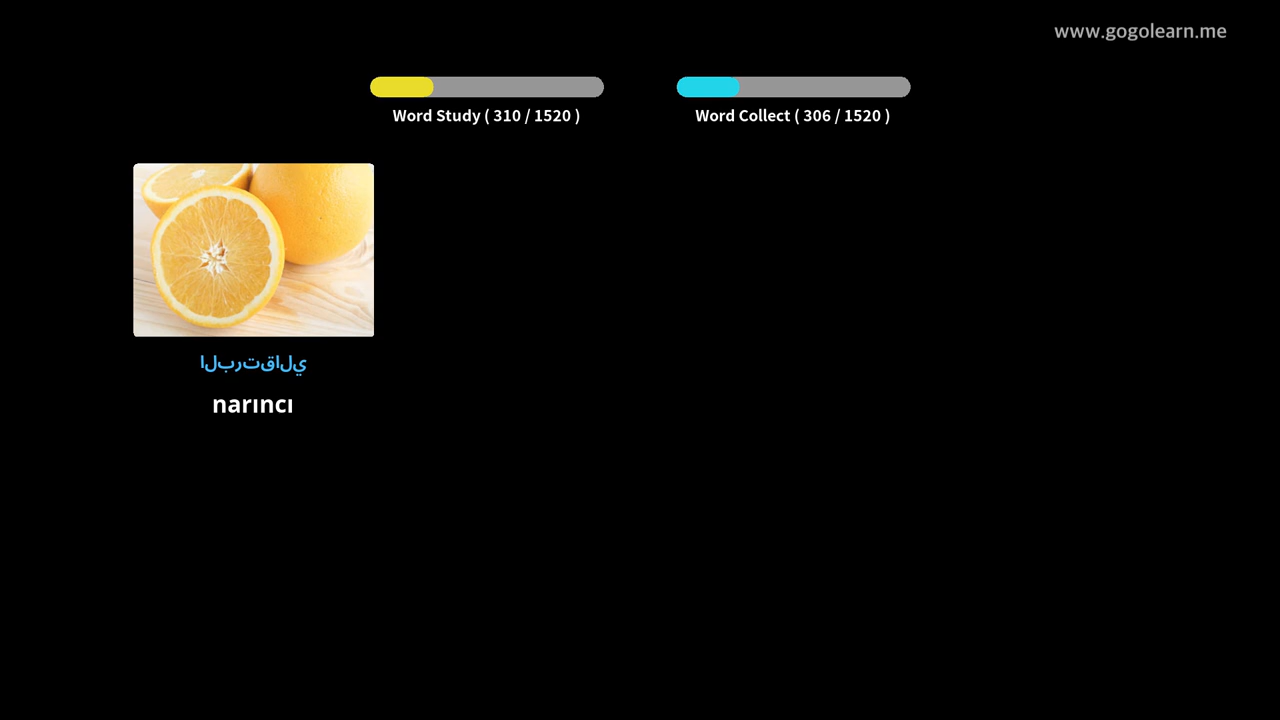 www.gogolearn.me
Word Study ( 310 / 1520 )
Word Collect ( 306 / 1520 )
البرتقالي
narıncı